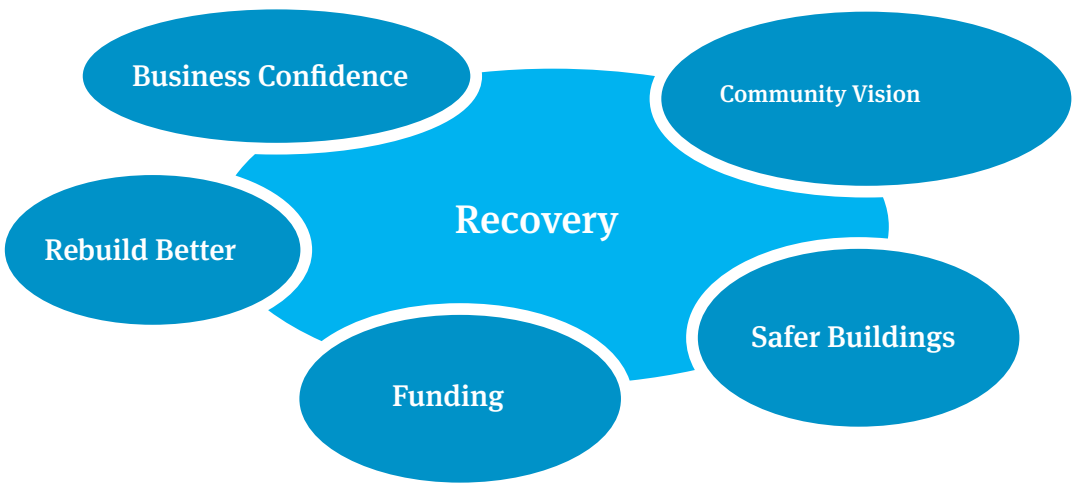 Business Confidence
Community Vision
Recovery
Rebuild Better
Safer Buildings
Funding